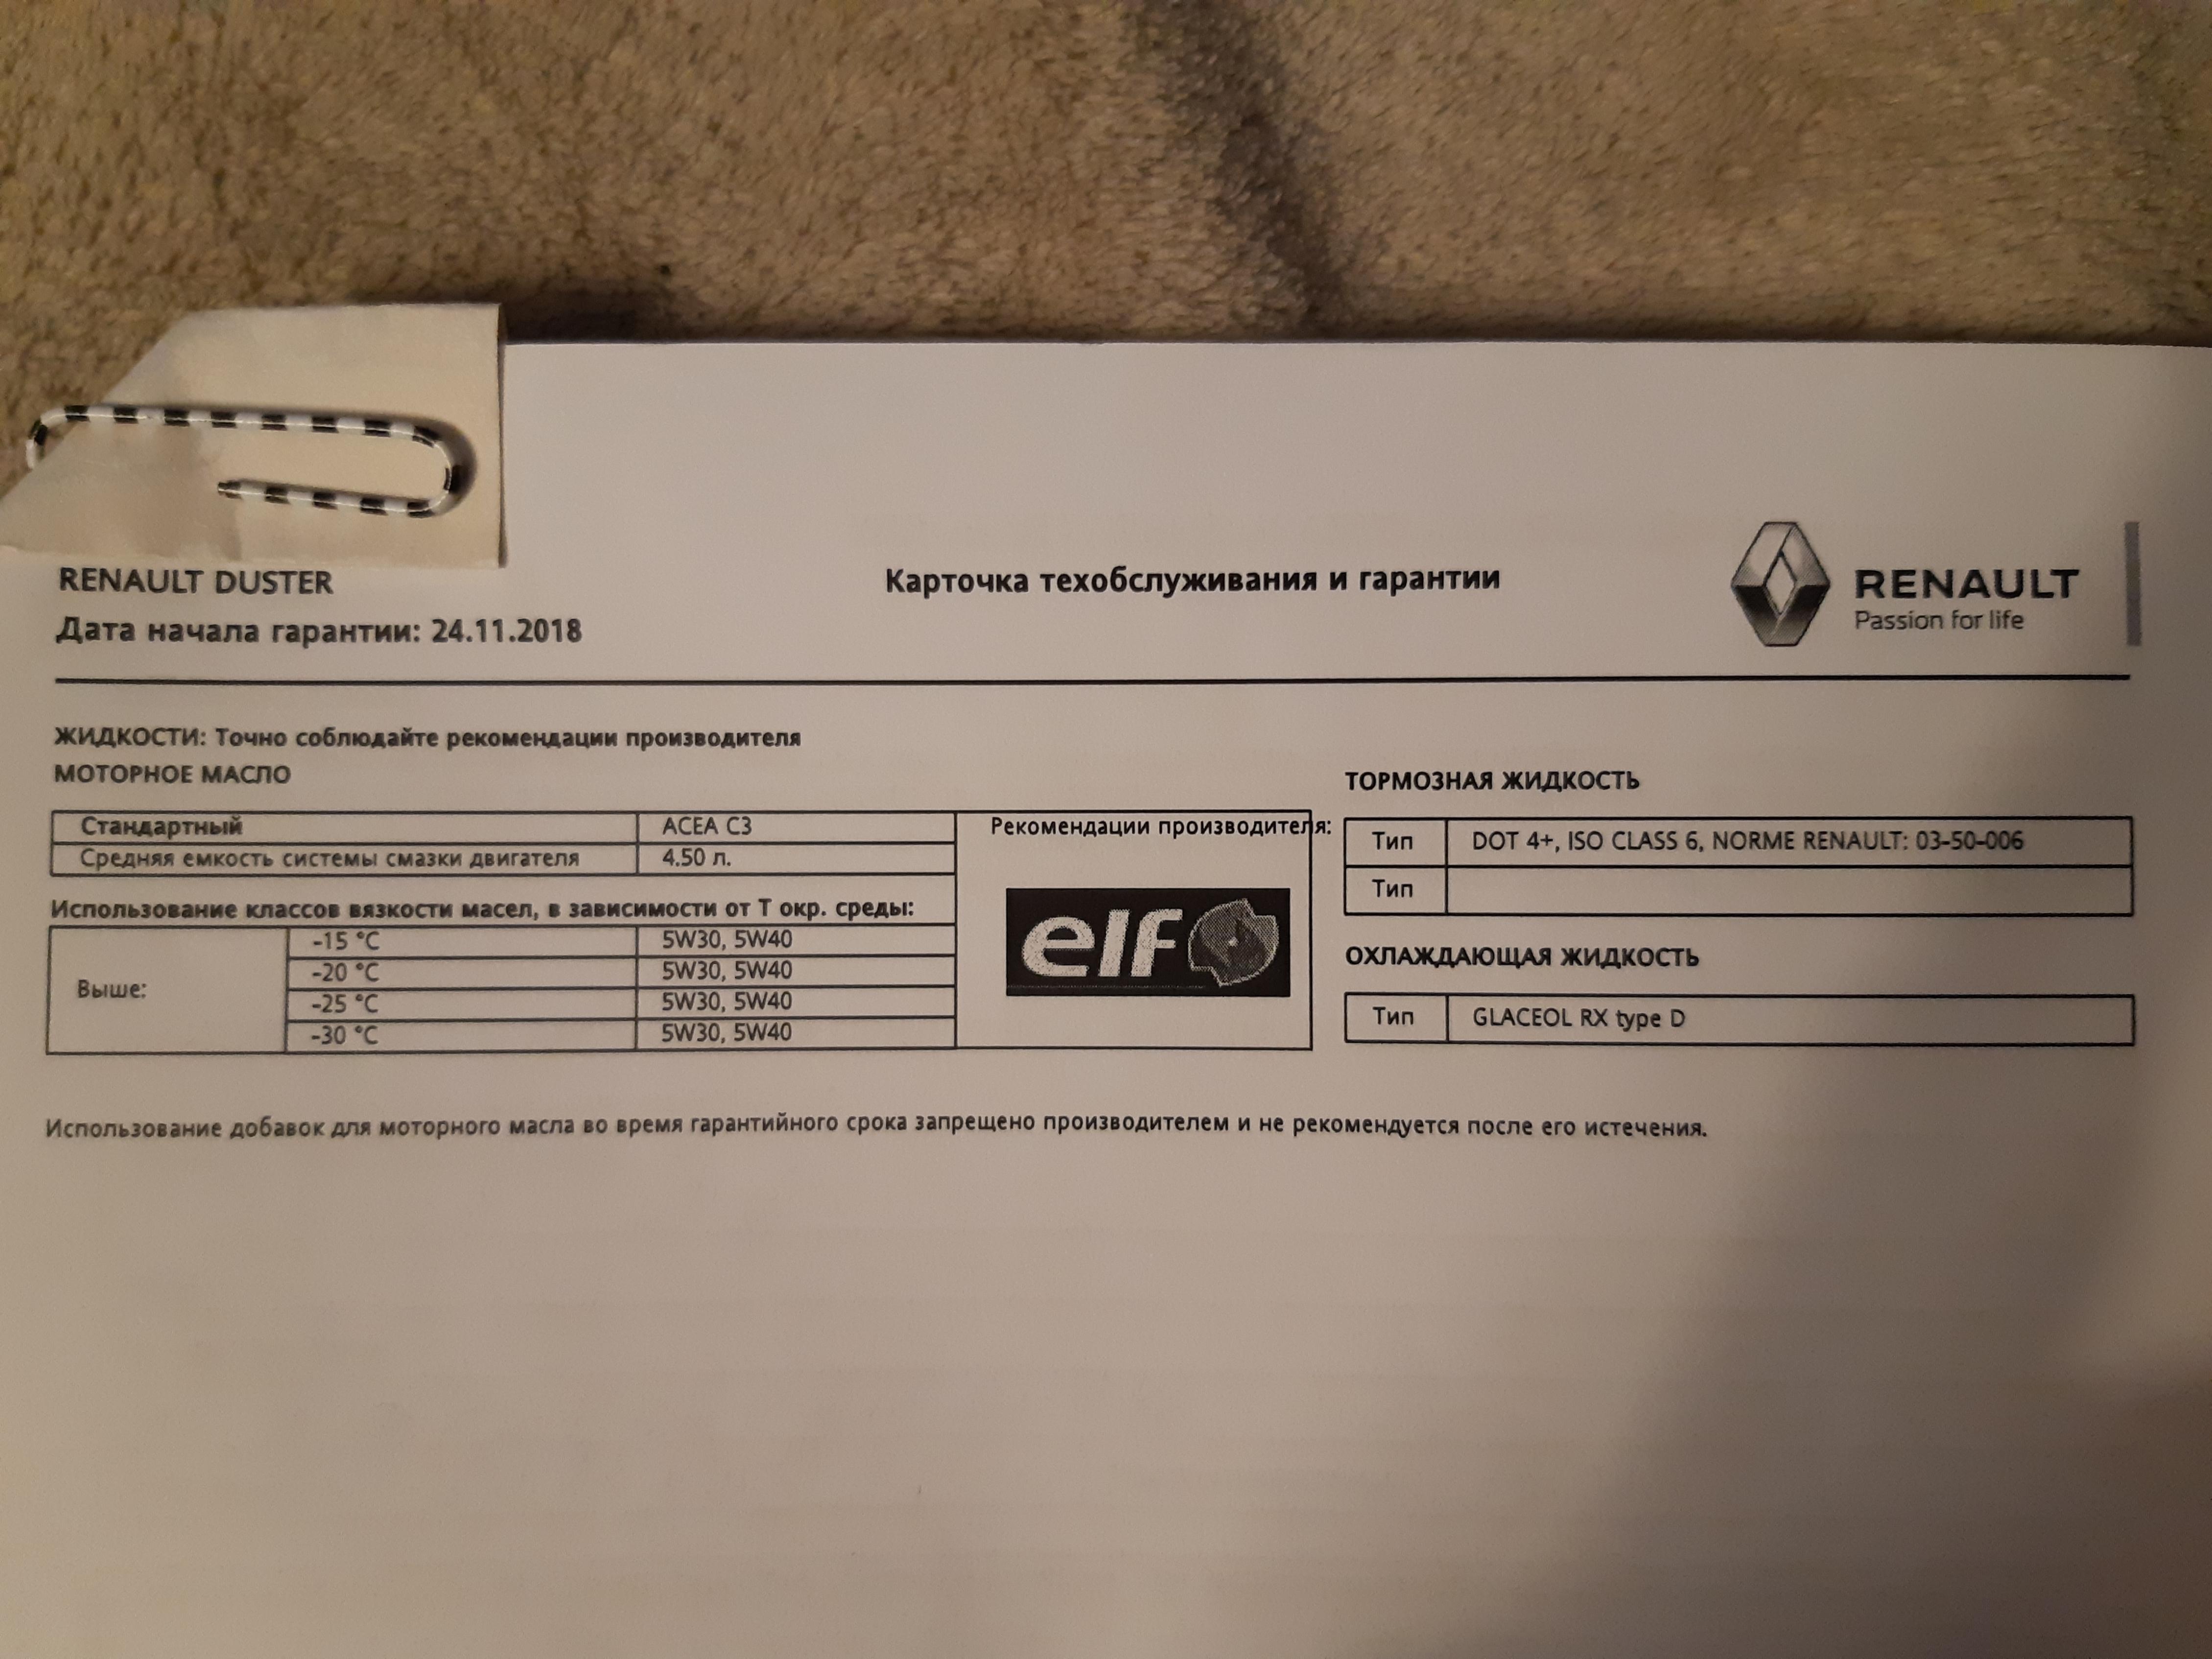 RENAULT DUSTER
Дата начала гарантии: 24.11.2018
Карточка техобслуживания и гарантии
RENAULT
Passion for life
ЖИДКОСТИ: Точно соблюдайте рекомендации производителя
МОТОРНОЕ МАСЛО
Стандартный ACEA C3
Средняя емкость системы смазки двигателя 4.50 л.
Использование классов вязкости масел, в зависимости от Т окр. среды:
Выше:
-15 °C 5W30, 5W40
-20 °C 5W30, 5W40
-25 °C 5W30, 5W40
-30 °C 5W30, 5W40
Рекомендации производителя:
elf
ТОРМОЗНАЯ ЖИДКОСТЬ
Тип DOT 4+, ISO CLASS 6, NORME RENAULT: 03-50-006
Тип
ОХЛАЖДАЮЩАЯ ЖИДКОСТЬ
Тип GLACEOL RX type D
Использование добавок для моторного масла во время гарантийного срока запрещено производителем и не рекомендуется после его истечения.